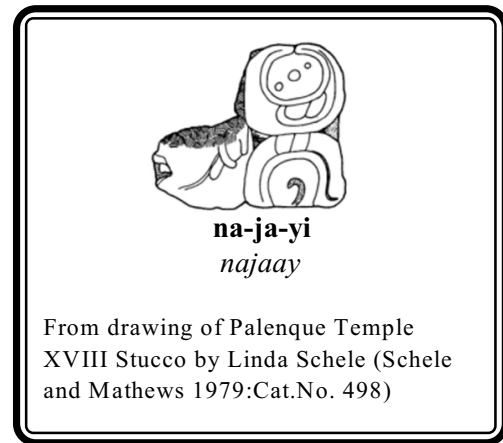 na-ja-yi
najaay
From drawing of Palenque Temple
XVIII Stucco by Linda Schele (Schele
and Mathews 1979:Cat.No. 498)